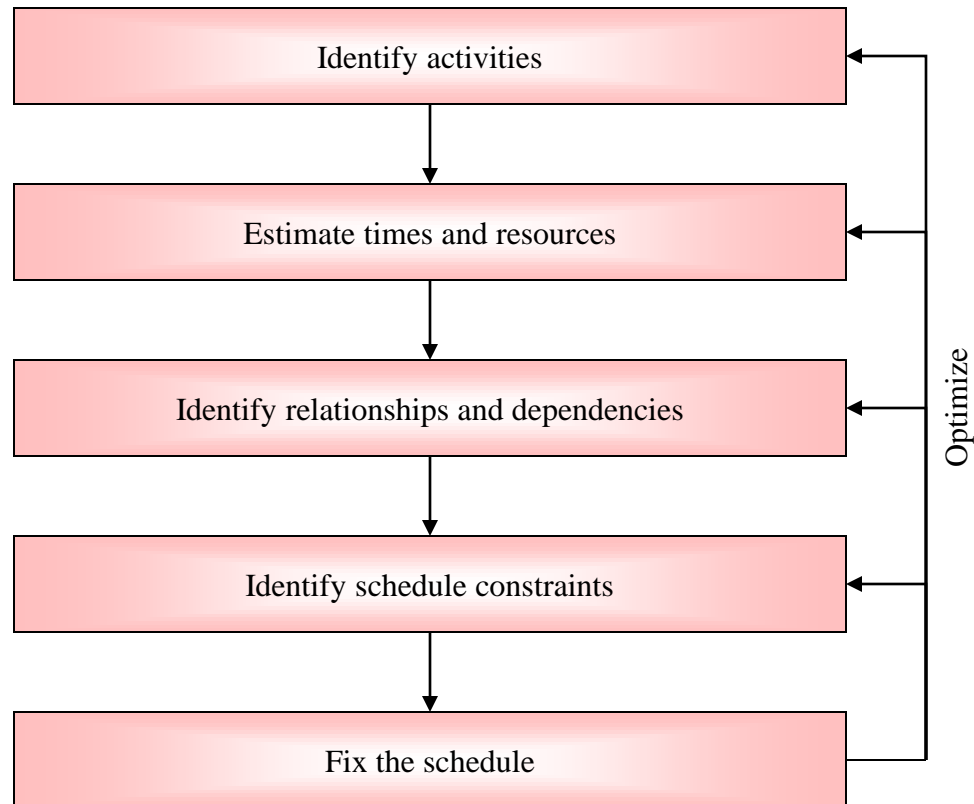 Identify activities
Estimate times and resources
Identify relationships and dependencies
Optimize
Identify schedule constraints
Fix the schedule